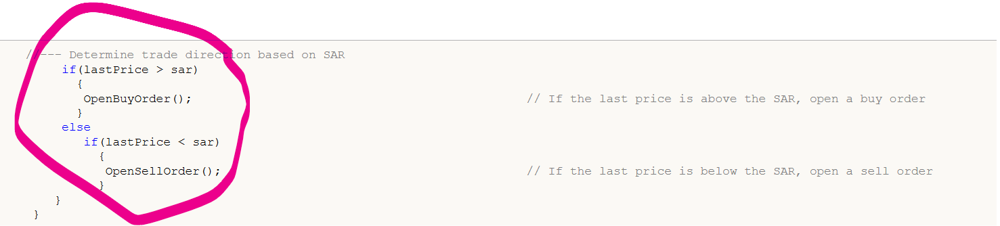 //--- Determine trade direction based on SAR
if(lastPrice > sar)
{
OpenBuyOrder(); // If the last price is above the SAR, open a buy order
}
else
if(lastPrice < sar)
{
OpenSellOrder(); // If the last price is below the SAR, open a sell order
}
}
}